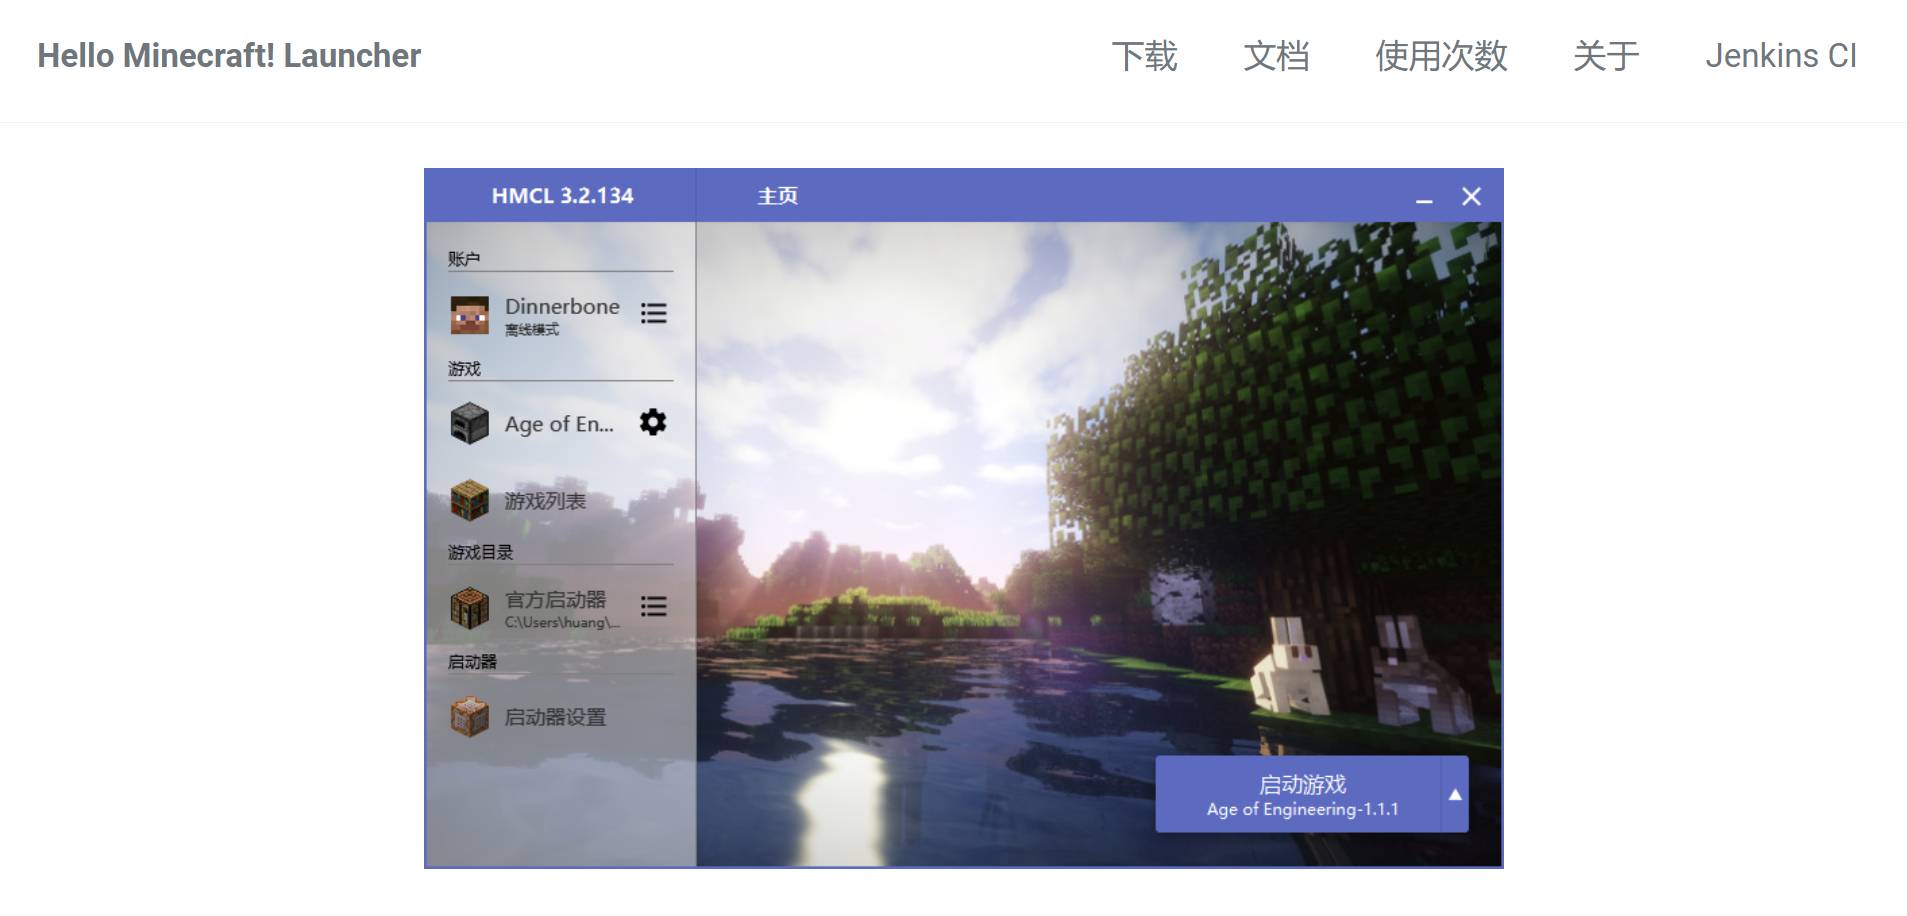 Hello Minecraft! Launcher
下载 文档 使用次数 关于 Jenkins CI
HMCL 3.2.134
主页
账户
Dinnerbone
离线模式
游戏
Age of En...
游戏列表
游戏目录
官方启动器
C:\Users\huang\...
启动器
启动器设置
启动游戏
Age of Engineering-1.1.1